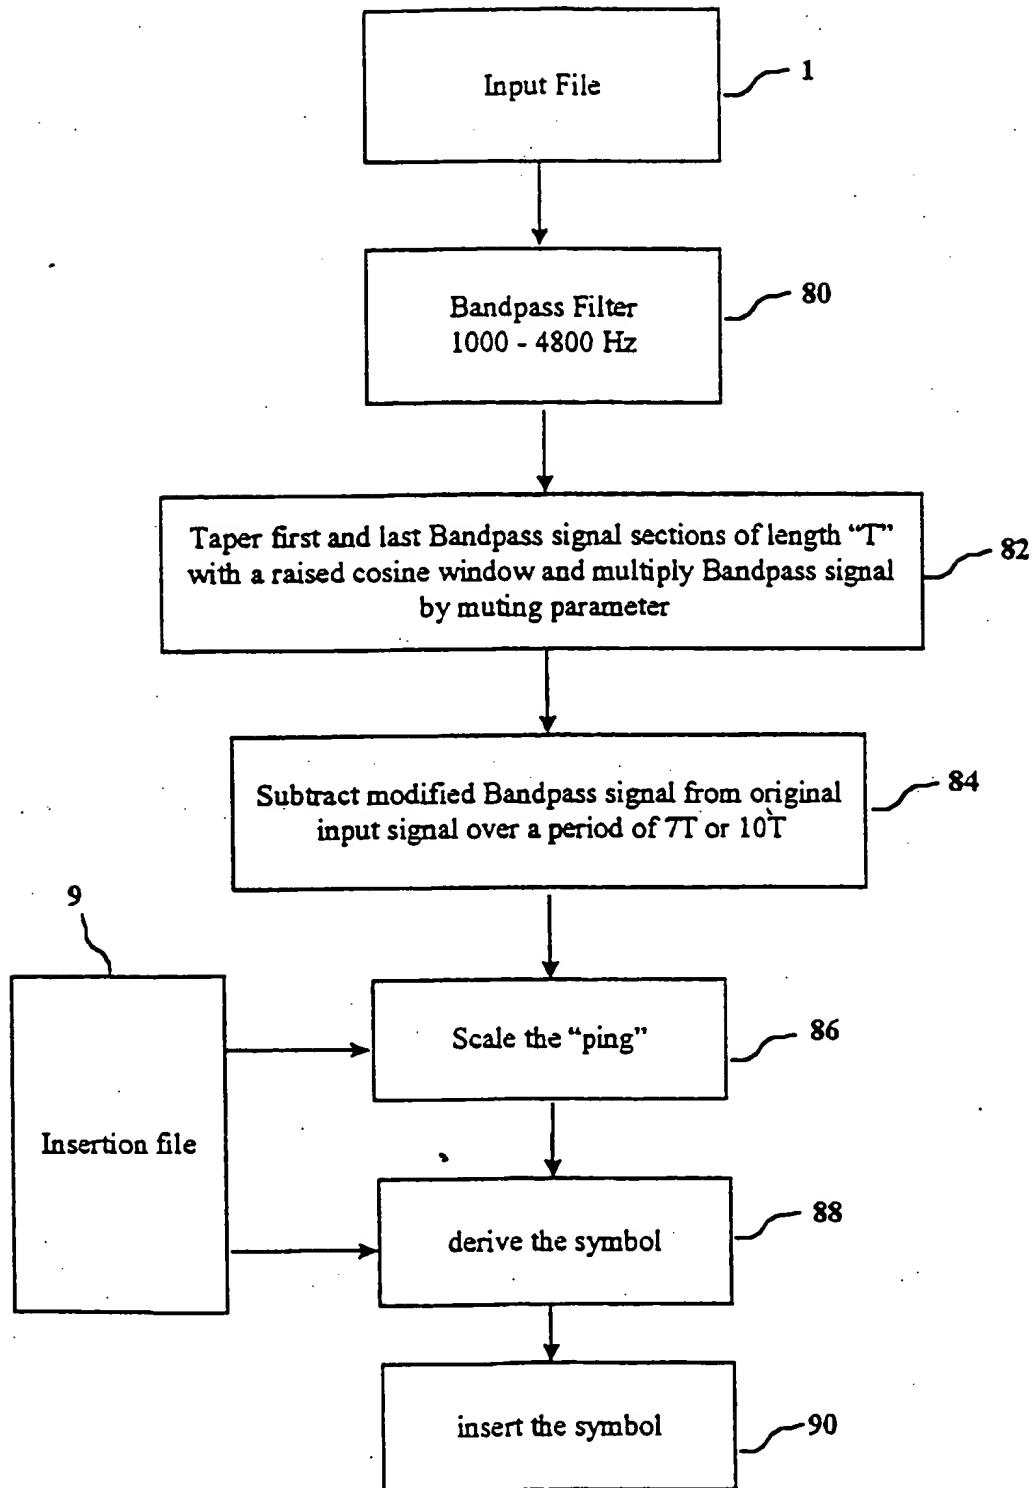 Input File
1
Bandpass Filter
1000 - 4800 Hz
80
Taper first and last Bandpass signal sections of length “T”
with a raised cosine window and multiply Bandpass signal
by muting parameter
82
Subtract modified Bandpass signal from original
input signal over a period of 7T or 10T
84
9
Insertion file
Scale the “ping”
86
derive the symbol
88
insert the symbol
90